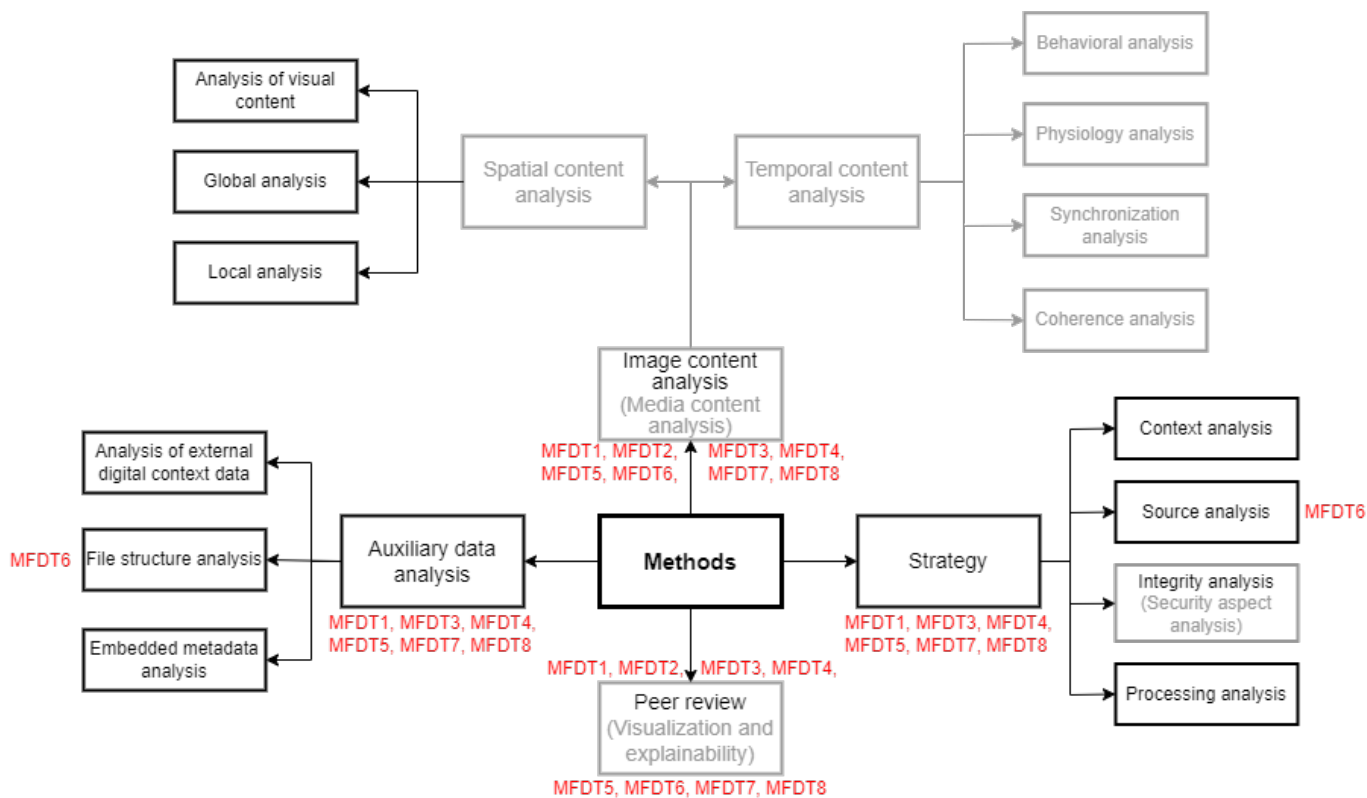 Behavioral analysis
Analysis of visual
content
Physiology analysis
Spatial content
analysis
Temporal content
analysis
Global analysis
Synchronization
analysis
Local analysis
Coherence analysis
Image content
analysis
(Media content
analysis)
MFDT1, MFDT2, MFDT3, MFDT4,
MFDT5, MFDT6, MFDT7, MFDT8
Context analysis
Analysis of external
digital context data
Source analysis
MFDT6
MFDT6
File structure analysis
Auxiliary data
analysis
Methods
Strategy
Integrity analysis
(Security aspect
analysis)
MFDT1, MFDT3, MFDT4,
MFDT5, MFDT7, MFDT8
MFDT1, MFDT3, MFDT4,
MFDT5, MFDT7, MFDT8
Embedded metadata
analysis
MFDT1, MFDT2, MFDT3, MFDT4,
Peer review
(Visualization and
explainability)
Processing analysis
MFDT5, MFDT6, MFDT7, MFDT8